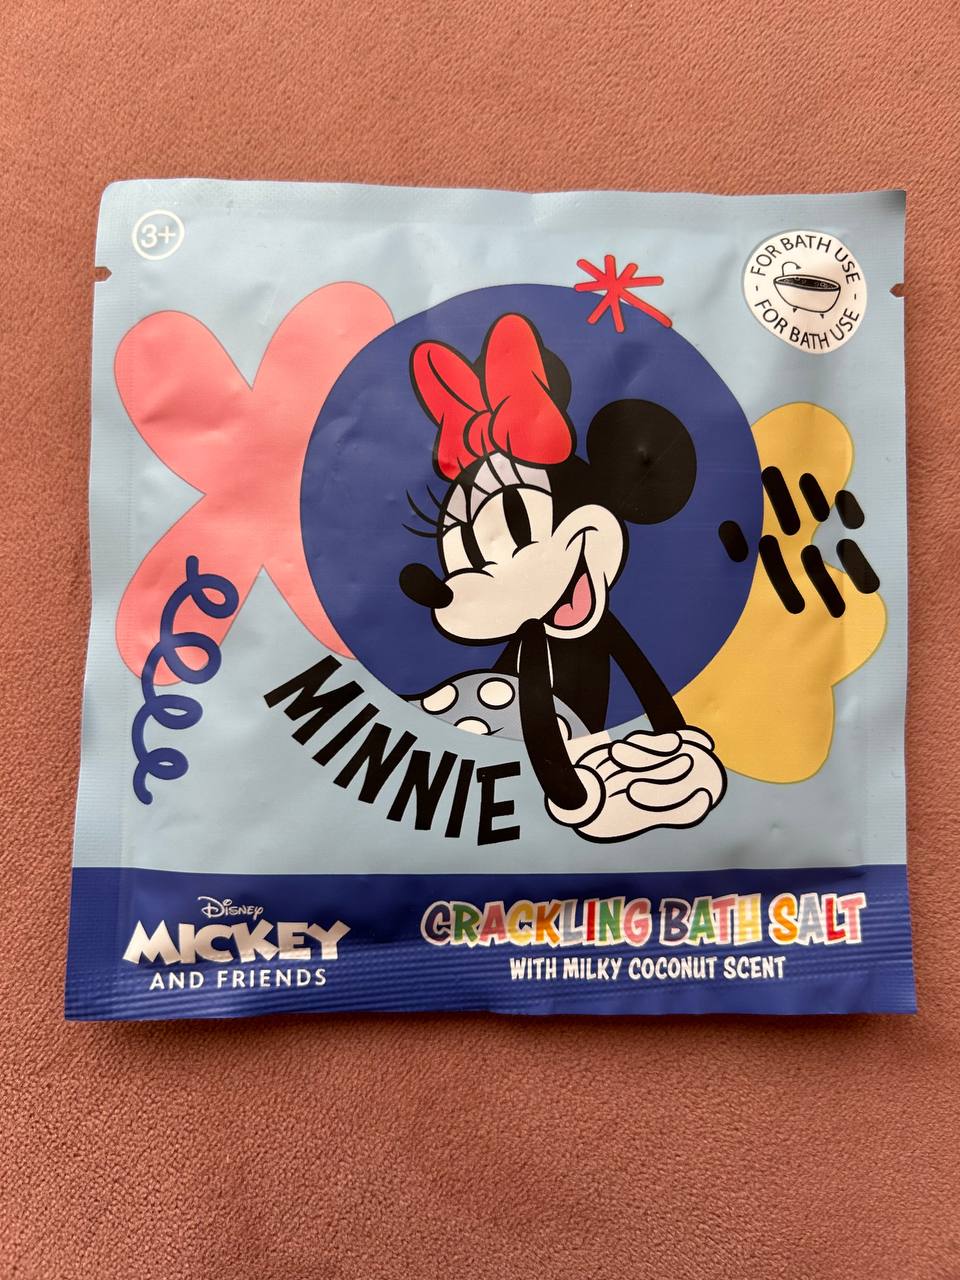 3+
- FOR BATH USE -
FOR BATH USE
MINNIE
Disney
MICKEY
AND FRIENDS
CRACKLING BATH SALT
WITH MILKY COCONUT SCENT